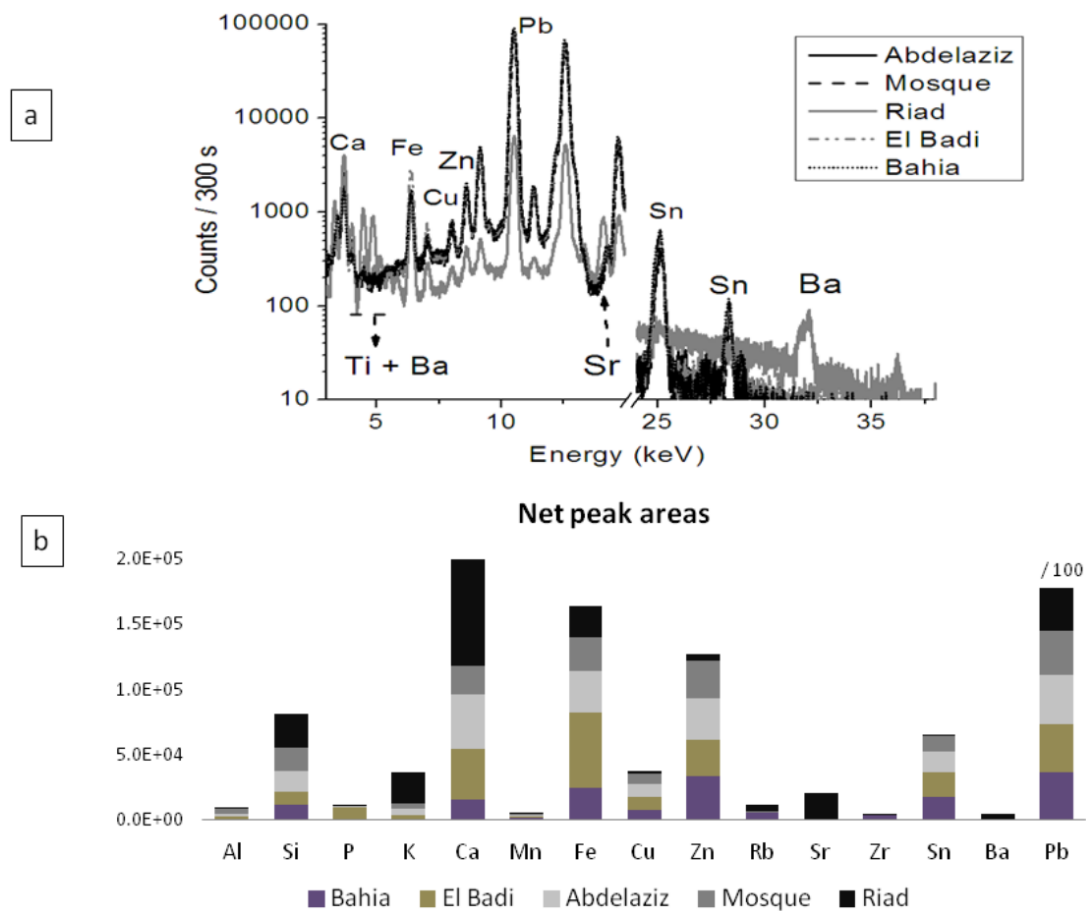 a
100000
10000
1000
100
10
Counts / 300 s
Ca
Fe
Cu
Zn
Pb
Ti + Ba
Sr
Sn
Sn
Ba
Abdelaziz
Mosque
Riad
El Badi
Bahia
5 10 25 30 35
Energy (keV)
b
Net peak areas
2.0E+05
1.5E+05
1.0E+05
5.0E+04
0.0E+00
/100
Al Si P K Ca Mn Fe Cu Zn Rb Sr Zr Sn Ba Pb
Bahia El Badi Abdelaziz Mosque Riad